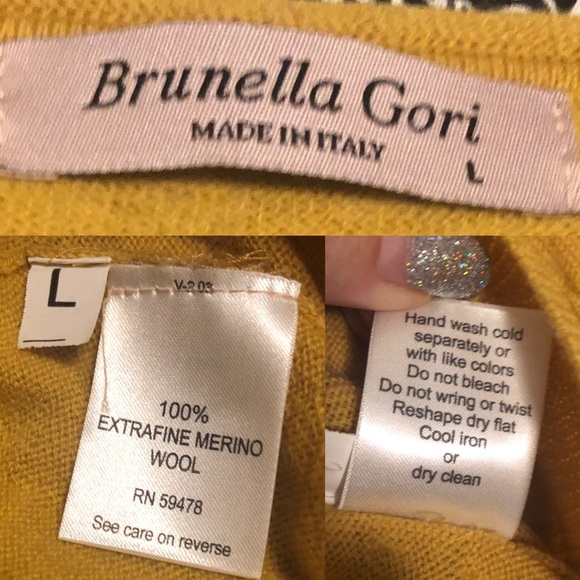 Brunella Gori
MADE IN ITALY
L
L
V-2 08
100%
EXTRAFINE MERINO
WOOL
RN 59478
See care on reverse
Hand wash cold
separately or
with like colors
Do not bleach
Do not wring or twist
Reshape dry flat
Cool iron
or
dry clean